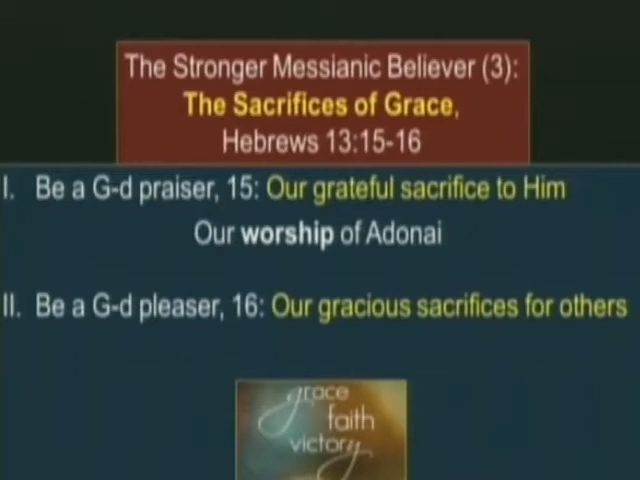 The Stronger Messianic Believer (3):
The Sacrifices of Grace,
Hebrews 13:15-16
I. Be a G-d praiser, 15: Our grateful sacrifice to Him
Our worship of Adonai
II. Be a G-d pleaser, 16: Our gracious sacrifices for others
grace
faith
victory